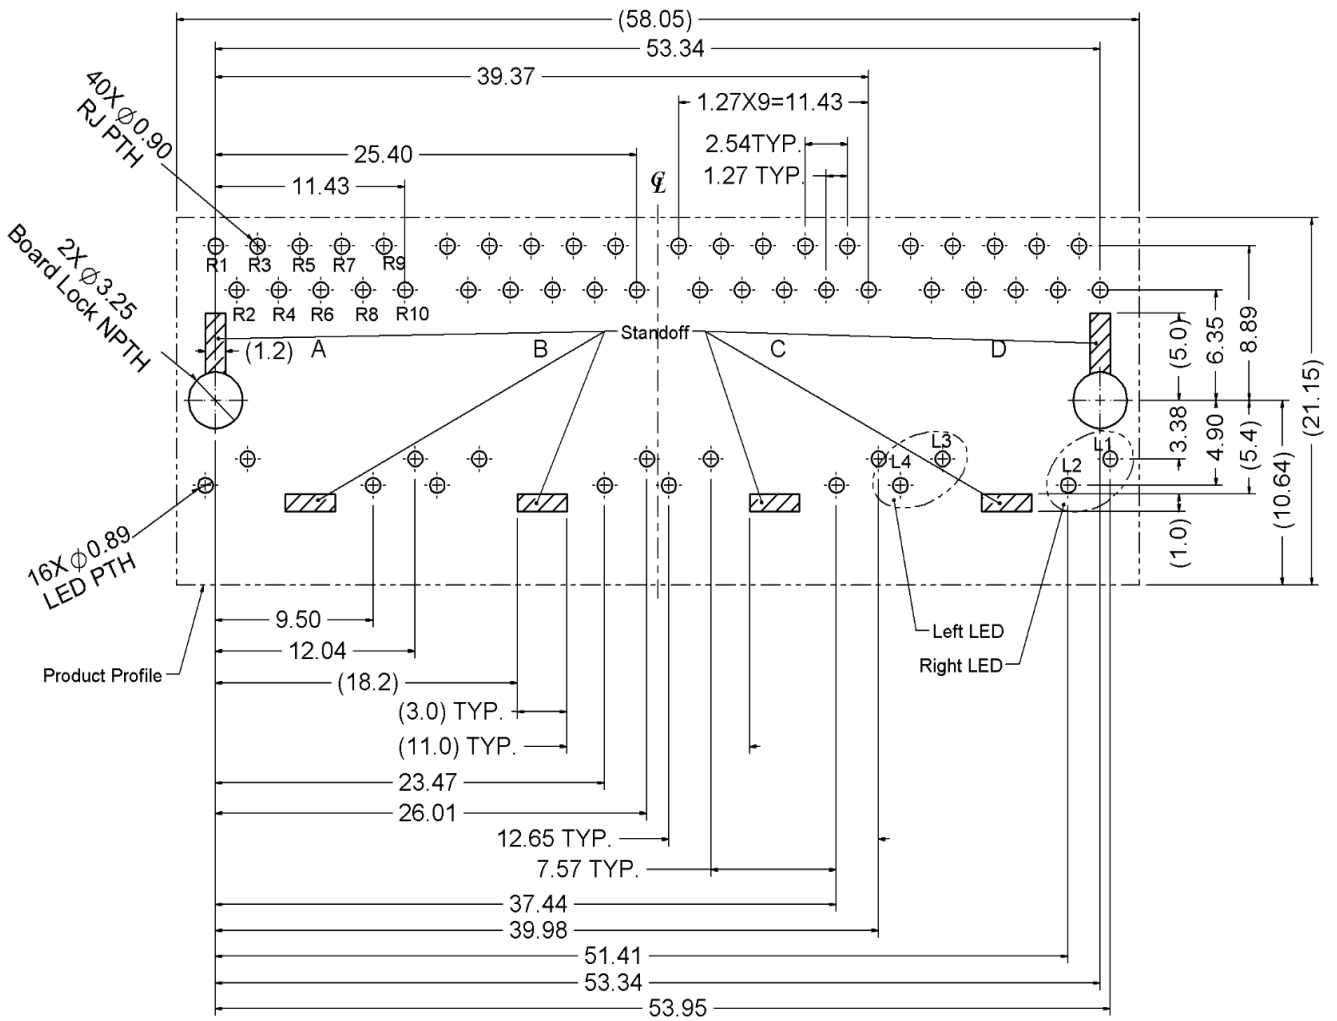 (58.05)
53.34
39.37
40X Ø0.90
RJ PTH
1.27X9=11.43
2.54TYP.
25.40
1.27 TYP.
11.43
℄
2X Ø3.25
Board Lock NPTH
R1 R3 R5 R7 R9
R2 R4 R6 R8 R10
Standoff
(1.2) A B C D
(5.0)
6.35
8.89
(21.15)
3.38
4.90
(5.4)
(10.64)
(1.0)
L3 L1
L4 L2
16X Ø0.89
LED PTH
9.50
12.04
Left LED
Right LED
Product Profile
(18.2)
(3.0) TYP.
(11.0) TYP.
23.47
26.01
12.65 TYP.
7.57 TYP.
37.44
39.98
51.41
53.34
53.95